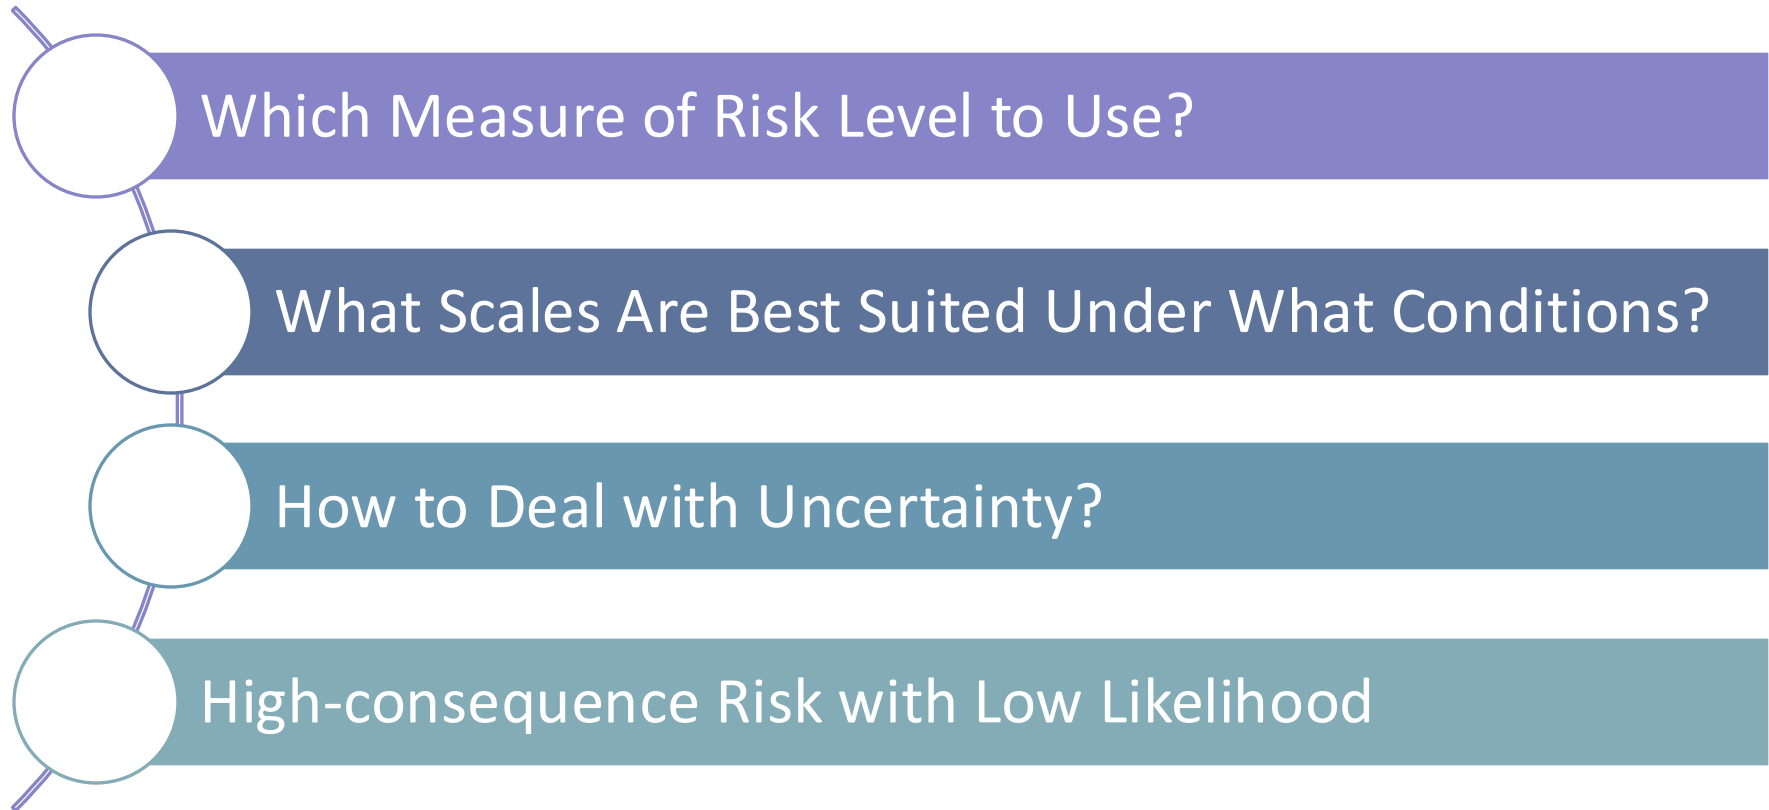 Which Measure of Risk Level to Use?
What Scales Are Best Suited Under What Conditions?
How to Deal with Uncertainty?
High-consequence Risk with Low Likelihood